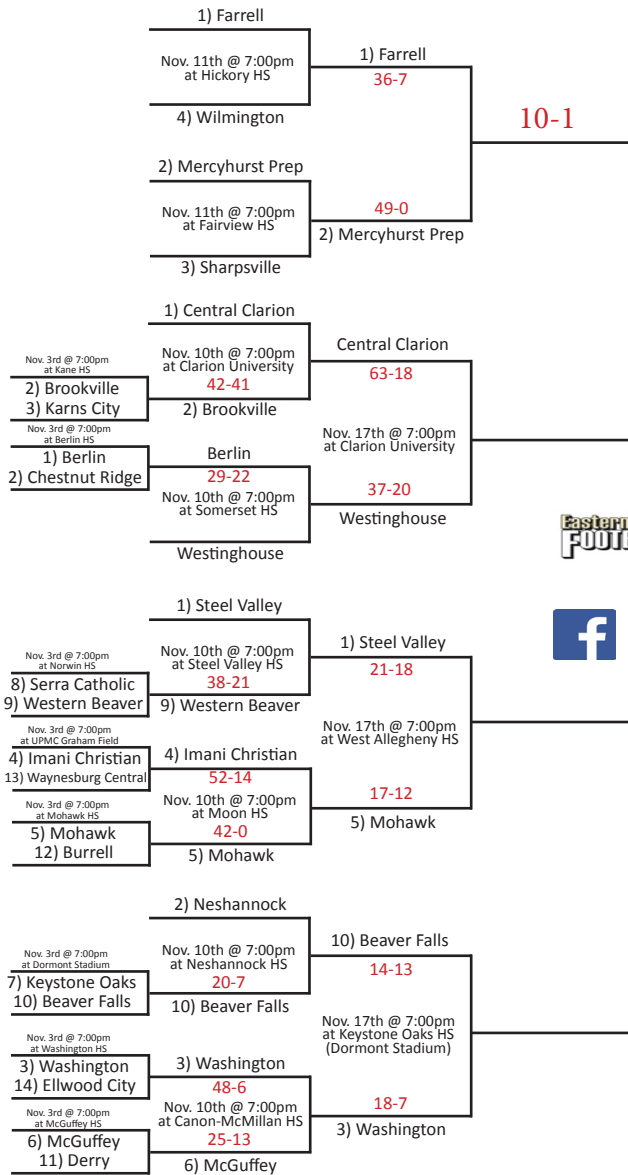 1) Farrell
Nov. 11th @ 7:00pm
at Hickory HS
4) Wilmington
1) Farrell
36-7
10-1
2) Mercyhurst Prep
Nov. 11th @ 7:00pm
at Fairview HS
3) Sharpsville
49-0
2) Mercyhurst Prep
1) Central Clarion
Nov. 10th @ 7:00pm
at Clarion University
42-41
2) Brookville
Nov. 3rd @ 7:00pm
at Kane HS
2) Brookville
3) Karns City
Nov. 3rd @ 7:00pm
at Berlin HS
1) Berlin
2) Chestnut Ridge
Berlin
29-22
Nov. 10th @ 7:00pm
at Somerset HS
Westinghouse
Central Clarion
63-18
Nov. 17th @ 7:00pm
at Clarion University
37-20
Westinghouse
Eastern
FOOTE
f
1) Steel Valley
Nov. 10th @ 7:00pm
at Steel Valley HS
38-21
9) Western Beaver
Nov. 3rd @ 7:00pm
at Norwin HS
8) Serra Catholic
9) Western Beaver
Nov. 3rd @ 7:00pm
at UPMC Graham Field
4) Imani Christian
13) Waynesburg Central
Nov. 3rd @ 7:00pm
at Mohawk HS
5) Mohawk
12) Burrell
4) Imani Christian
52-14
Nov. 10th @ 7:00pm
at Moon HS
42-0
5) Mohawk
1) Steel Valley
21-18
Nov. 17th @ 7:00pm
at West Allegheny HS
17-12
5) Mohawk
2) Neshannock
Nov. 10th @ 7:00pm
at Neshannock HS
20-7
10) Beaver Falls
Nov. 3rd @ 7:00pm
at Dormont Stadium
7) Keystone Oaks
10) Beaver Falls
Nov. 3rd @ 7:00pm
at Washington HS
3) Washington
14) Ellwood City
Nov. 3rd @ 7:00pm
at McGuffey HS
6) McGuffey
11) Derry
3) Washington
48-6
Nov. 10th @ 7:00pm
at Canon-McMillan HS
25-13
6) McGuffey
10) Beaver Falls
14-13
Nov. 17th @ 7:00pm
at Keystone Oaks HS
(Dormont Stadium)
18-7
3) Washington